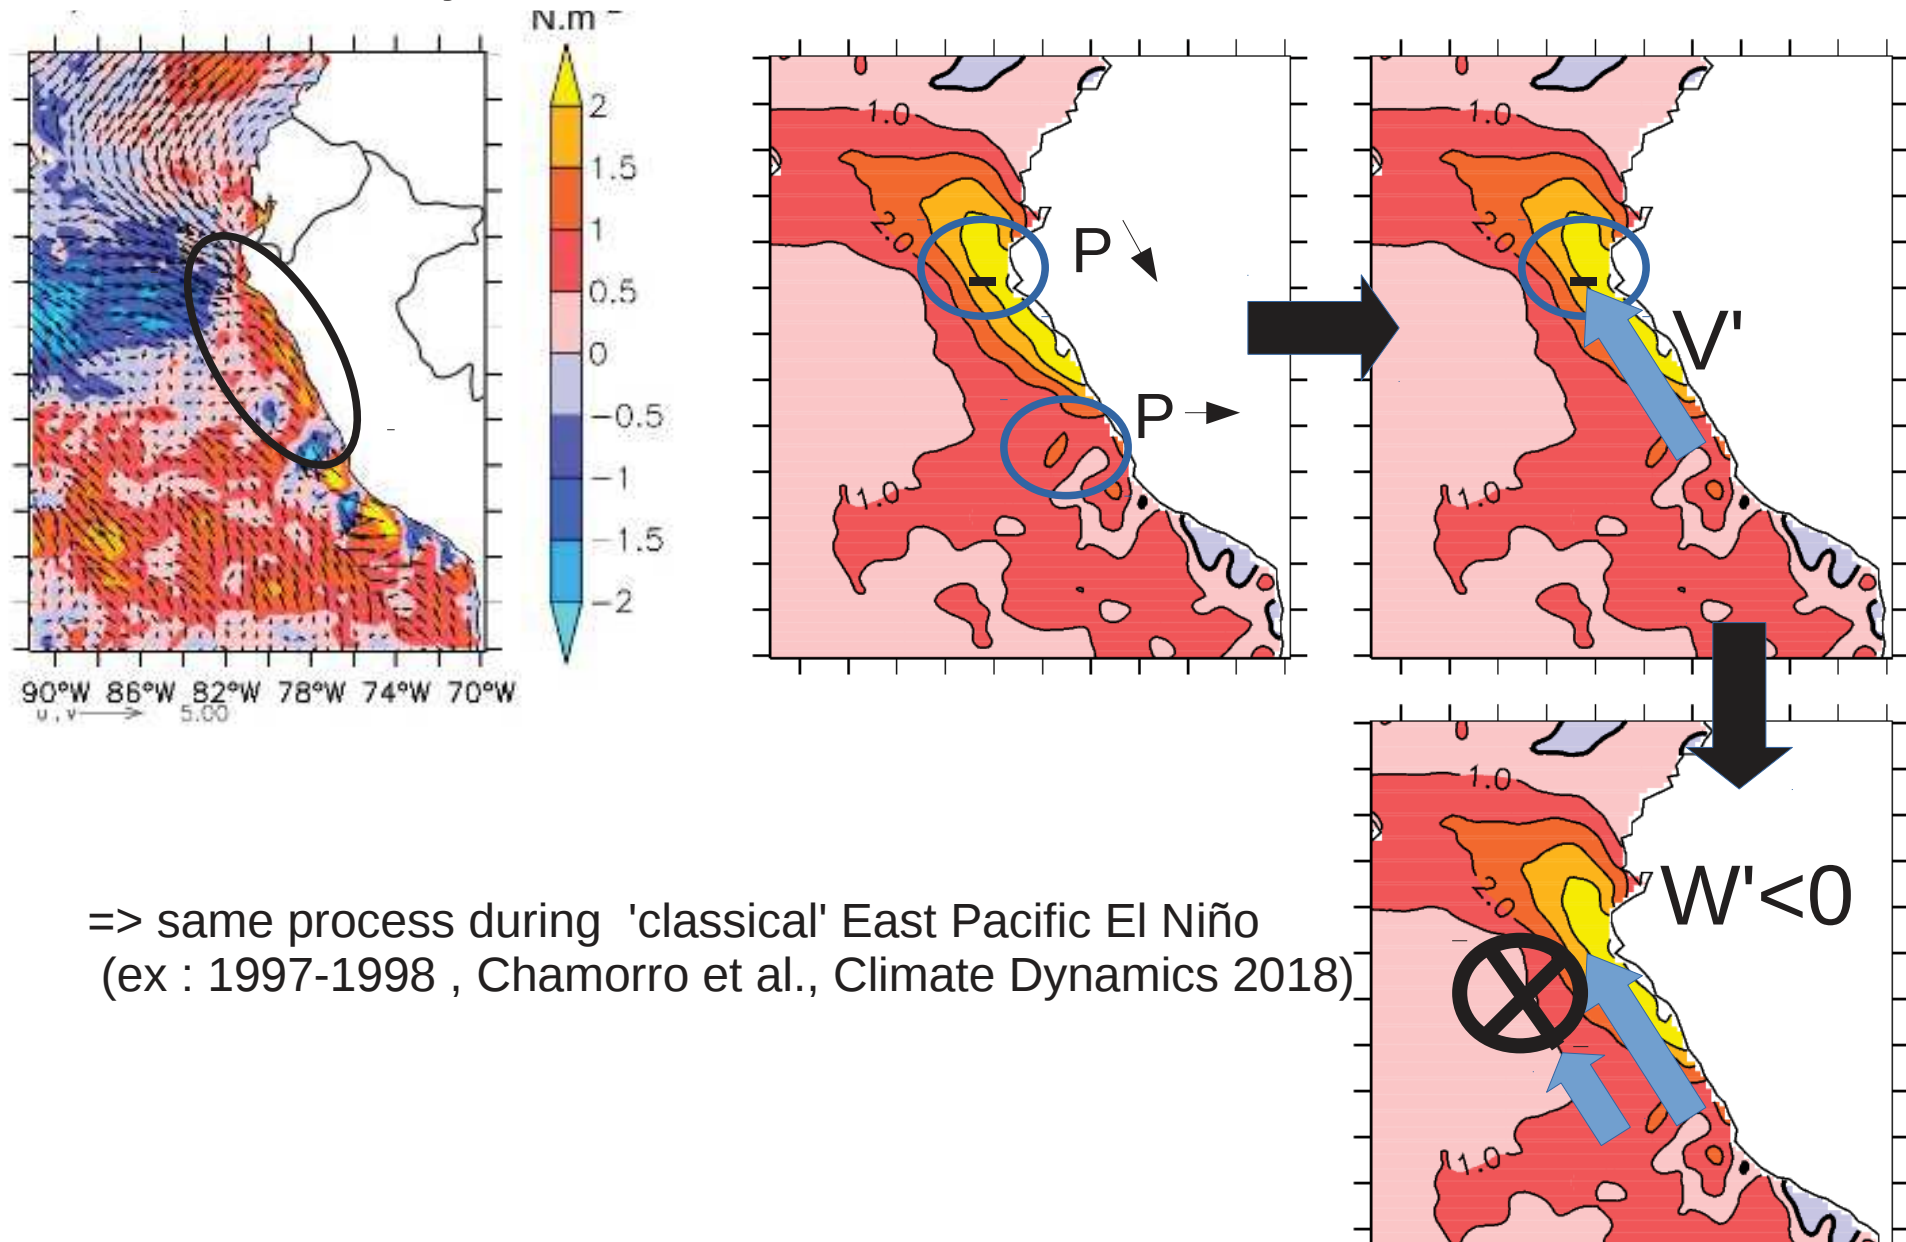 N.m
2
1.5
1
0.5
0
−0.5
−1
−1.5
−2
90°W 86°W 82°W 78°W 74°W 70°W
u,v 5.00
1.0
2.0
1.0
P
P
1.0
2.0
1.0
V'
1.0
2.0
1.0
W'<0
=> same process during 'classical' East Pacific El Niño
(ex : 1997-1998 , Chamorro et al., Climate Dynamics 2018)